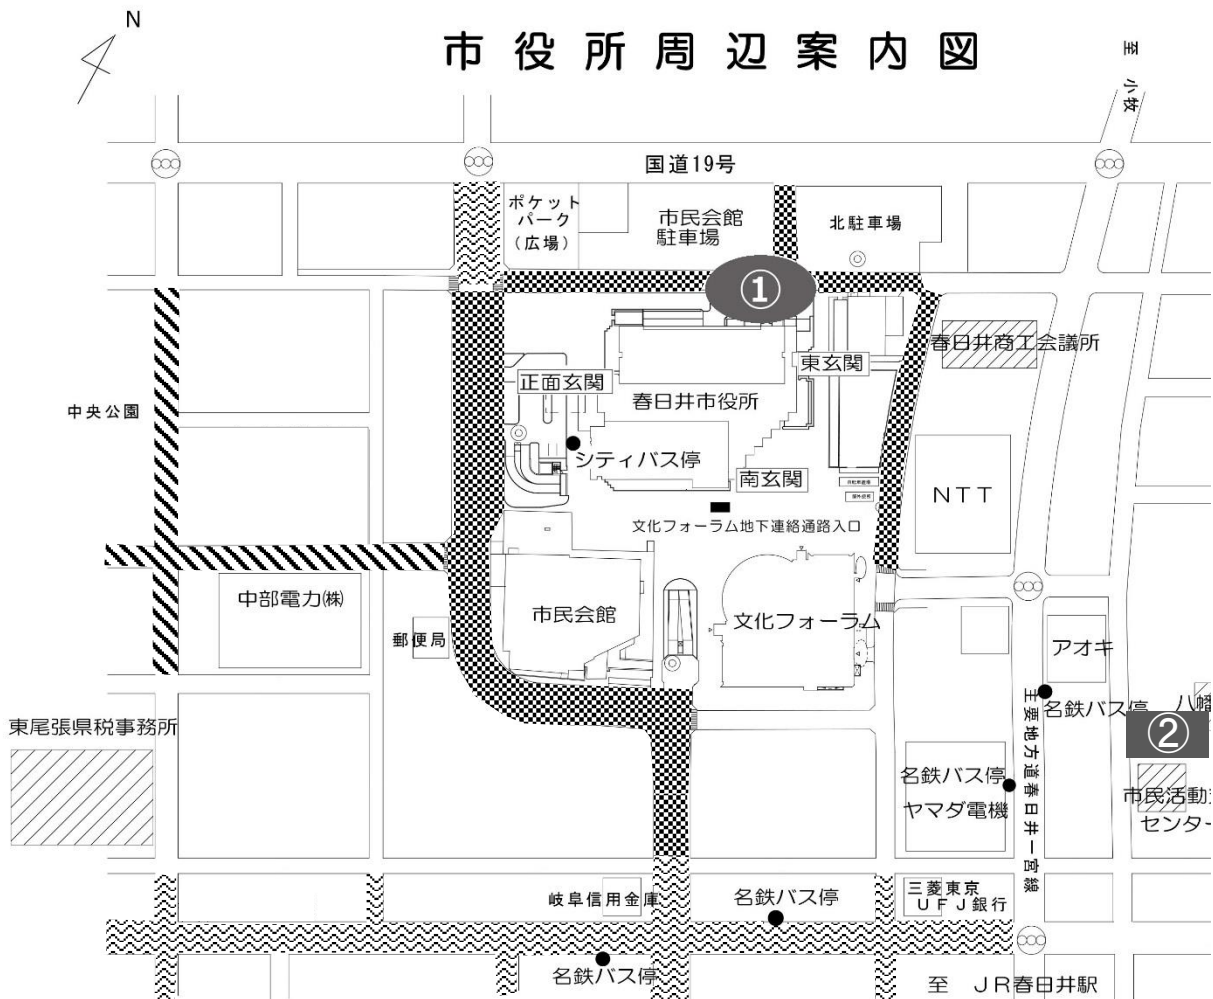 N
市役所周辺案内図
至 小牧
国道19号
ポケット
パーク
（広場）
市民会館
駐車場
北駐車場
①
春日井商工会議所
東玄関
正面玄関
春日井市役所
中央公園
シティバス停
南玄関
NTT
文化フォーラム地下連絡通路入口
中部電力㈱
市民会館
文化フォーラム
郵便局
アオキ
主要地方道春日井一宮線
名鉄バス停
八幡
東尾張県税事務所
②
名鉄バス停
ヤマダ電機
市民活動
センター
岐阜信用金庫
名鉄バス停
三菱東京
ＵＦＪ銀行
名鉄バス停
至 ＪＲ春日井駅